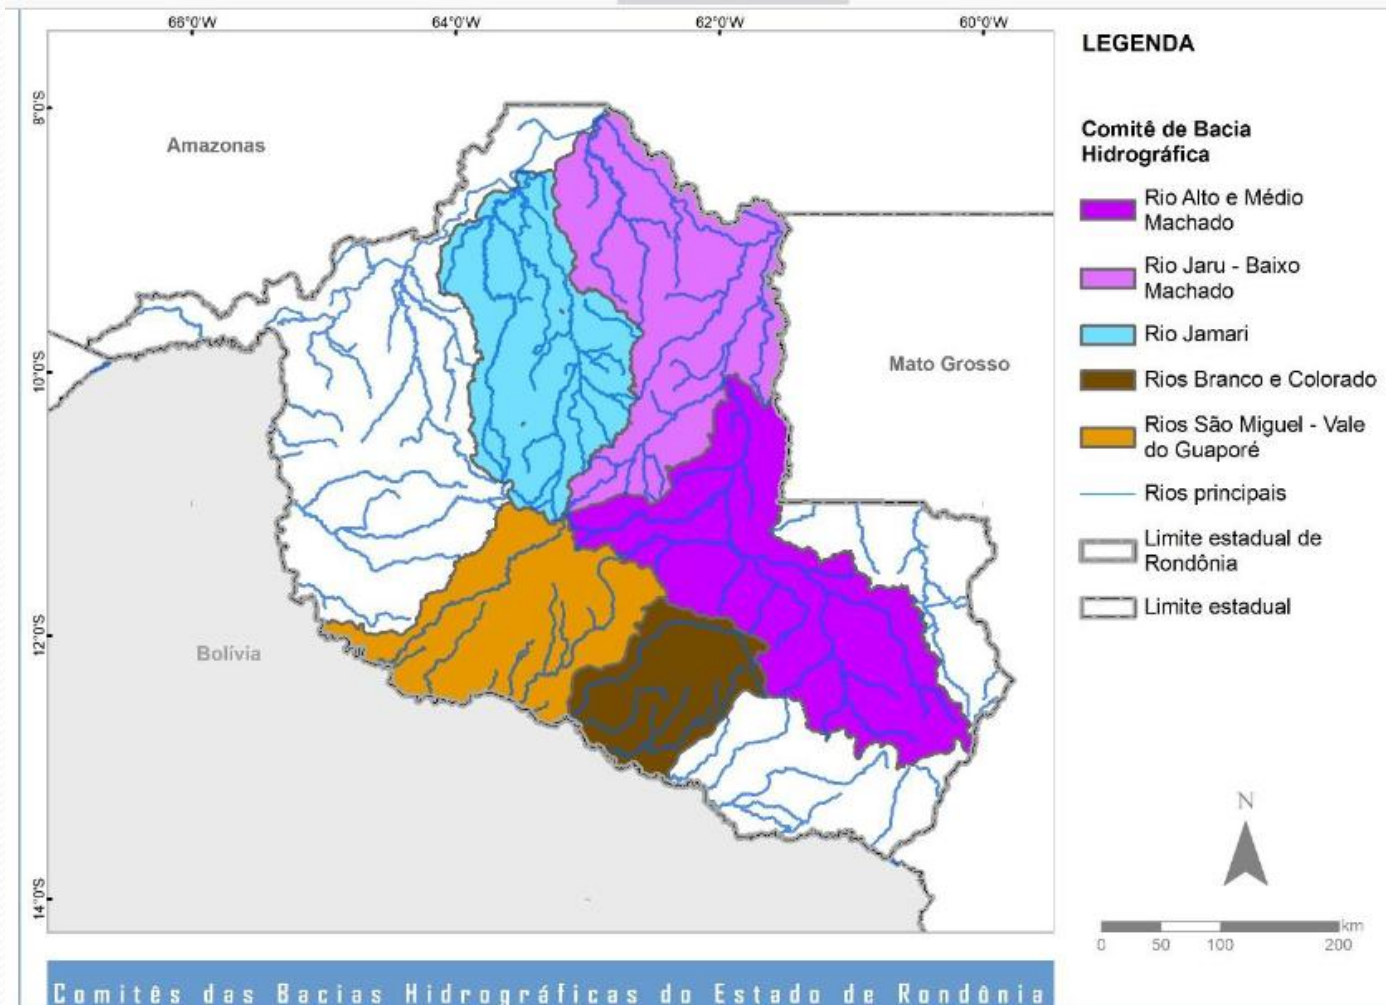 66°0'W 64°0'W 62°0'W 60°0'W
8°0'S
10°0'S
12°0'S
14°0'S
Amazonas
Mato Grosso
Bolívia
LEGENDA
Comitê de Bacia
Hidrográfica
Rio Alto e Médio
Machado
Rio Jaru - Baixo
Machado
Rio Jamari
Rios Branco e Colorado
Rios São Miguel - Vale
do Guaporé
Rios principais
Limite estadual de
Rondônia
Limite estadual
N
km
0 50 100 200
Comitês das Bacias Hidrográficas do Estado de Rondônia